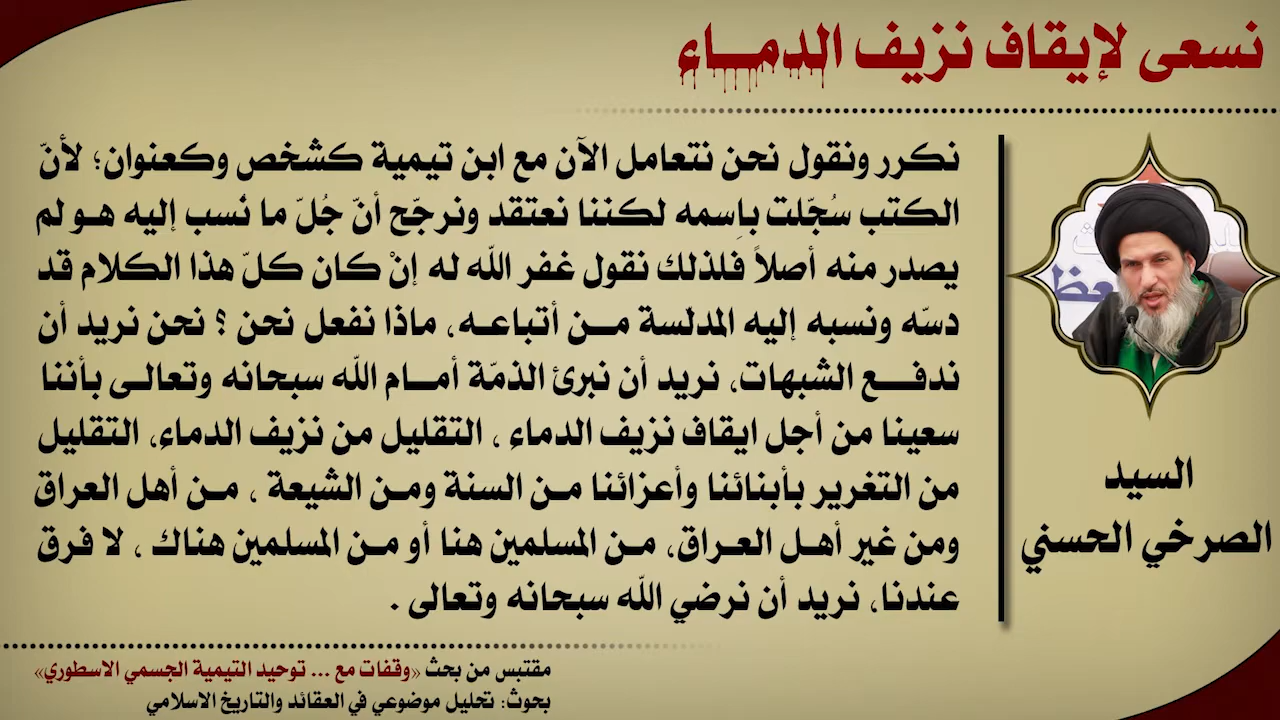 نسعى لإيقاف نزيف الدماء
نكرر ونقول نحن نتعامل الآن مع ابن تيمية كشخص وكعنوان؛ لأنّ
الكتب سُجّلت باِسمه لكننا نعتقد ونرجّح أنّ جُلّ ما نُسب إليه هو لم
يصدر منه أصلاً فلذلك نقول غفر الله له إنْ كان كلّ هذا الكلام قد
دسّه ونسبه إليه المدلّسة من أتباعه، ماذا نفعل نحن ؟ نحن نريد أن
ندفع الشبهات، نريد أن نبرئ الذمّة أمام الله سبحانه وتعالى بأننا
سعينا من أجل ايقاف نزيف الدماء ، التقليل من نزيف الدماء، التقليل
من التغرير بأبنائنا وأعزائنا من السنة ومن الشيعة ، من أهل العراق
ومن غير أهل العراق، من المسلمين هنا أو من المسلمين هناك ، لا فرق
عندنا، نريد أن نرضي الله سبحانه وتعالى .
السيد
الصرخي الحسني
مقتبس من بحث «وقفات مع ... توحيد التيمية الجسمي الاسطوري»
بحوث: تحليل موضوعي في العقائد والتاريخ الاسلامي